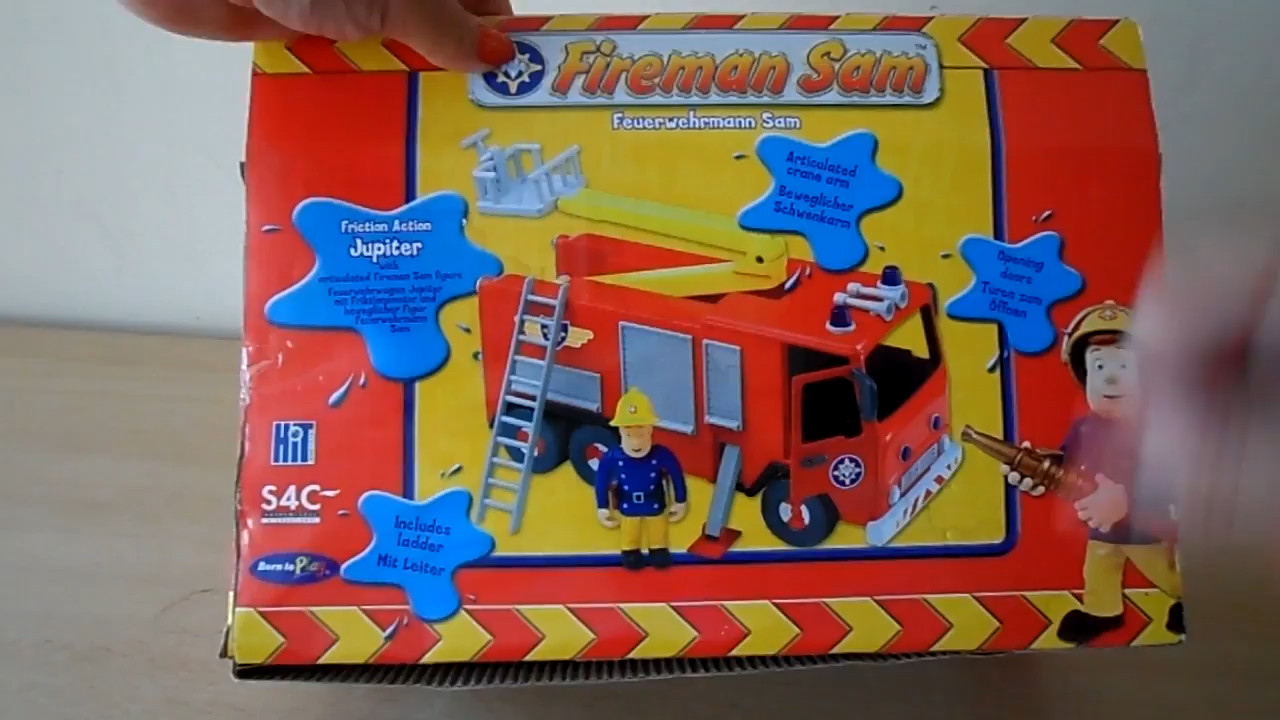 Fireman Sam™
Feuerwehrmann Sam
Articulated
crane arm
Beweglicher
Schwenkarm
Friction Action
Jupiter
with
articulated Fireman Sam figure
Feuerwehrwagen Jupiter
mit Friktionsmotor und
beweglicher Figur
Feuerwehrmann
Sam
Opening
doors
Türen zum
Öffnen
HiT
S4C
Born to Play
Includes
ladder
Mit Leiter